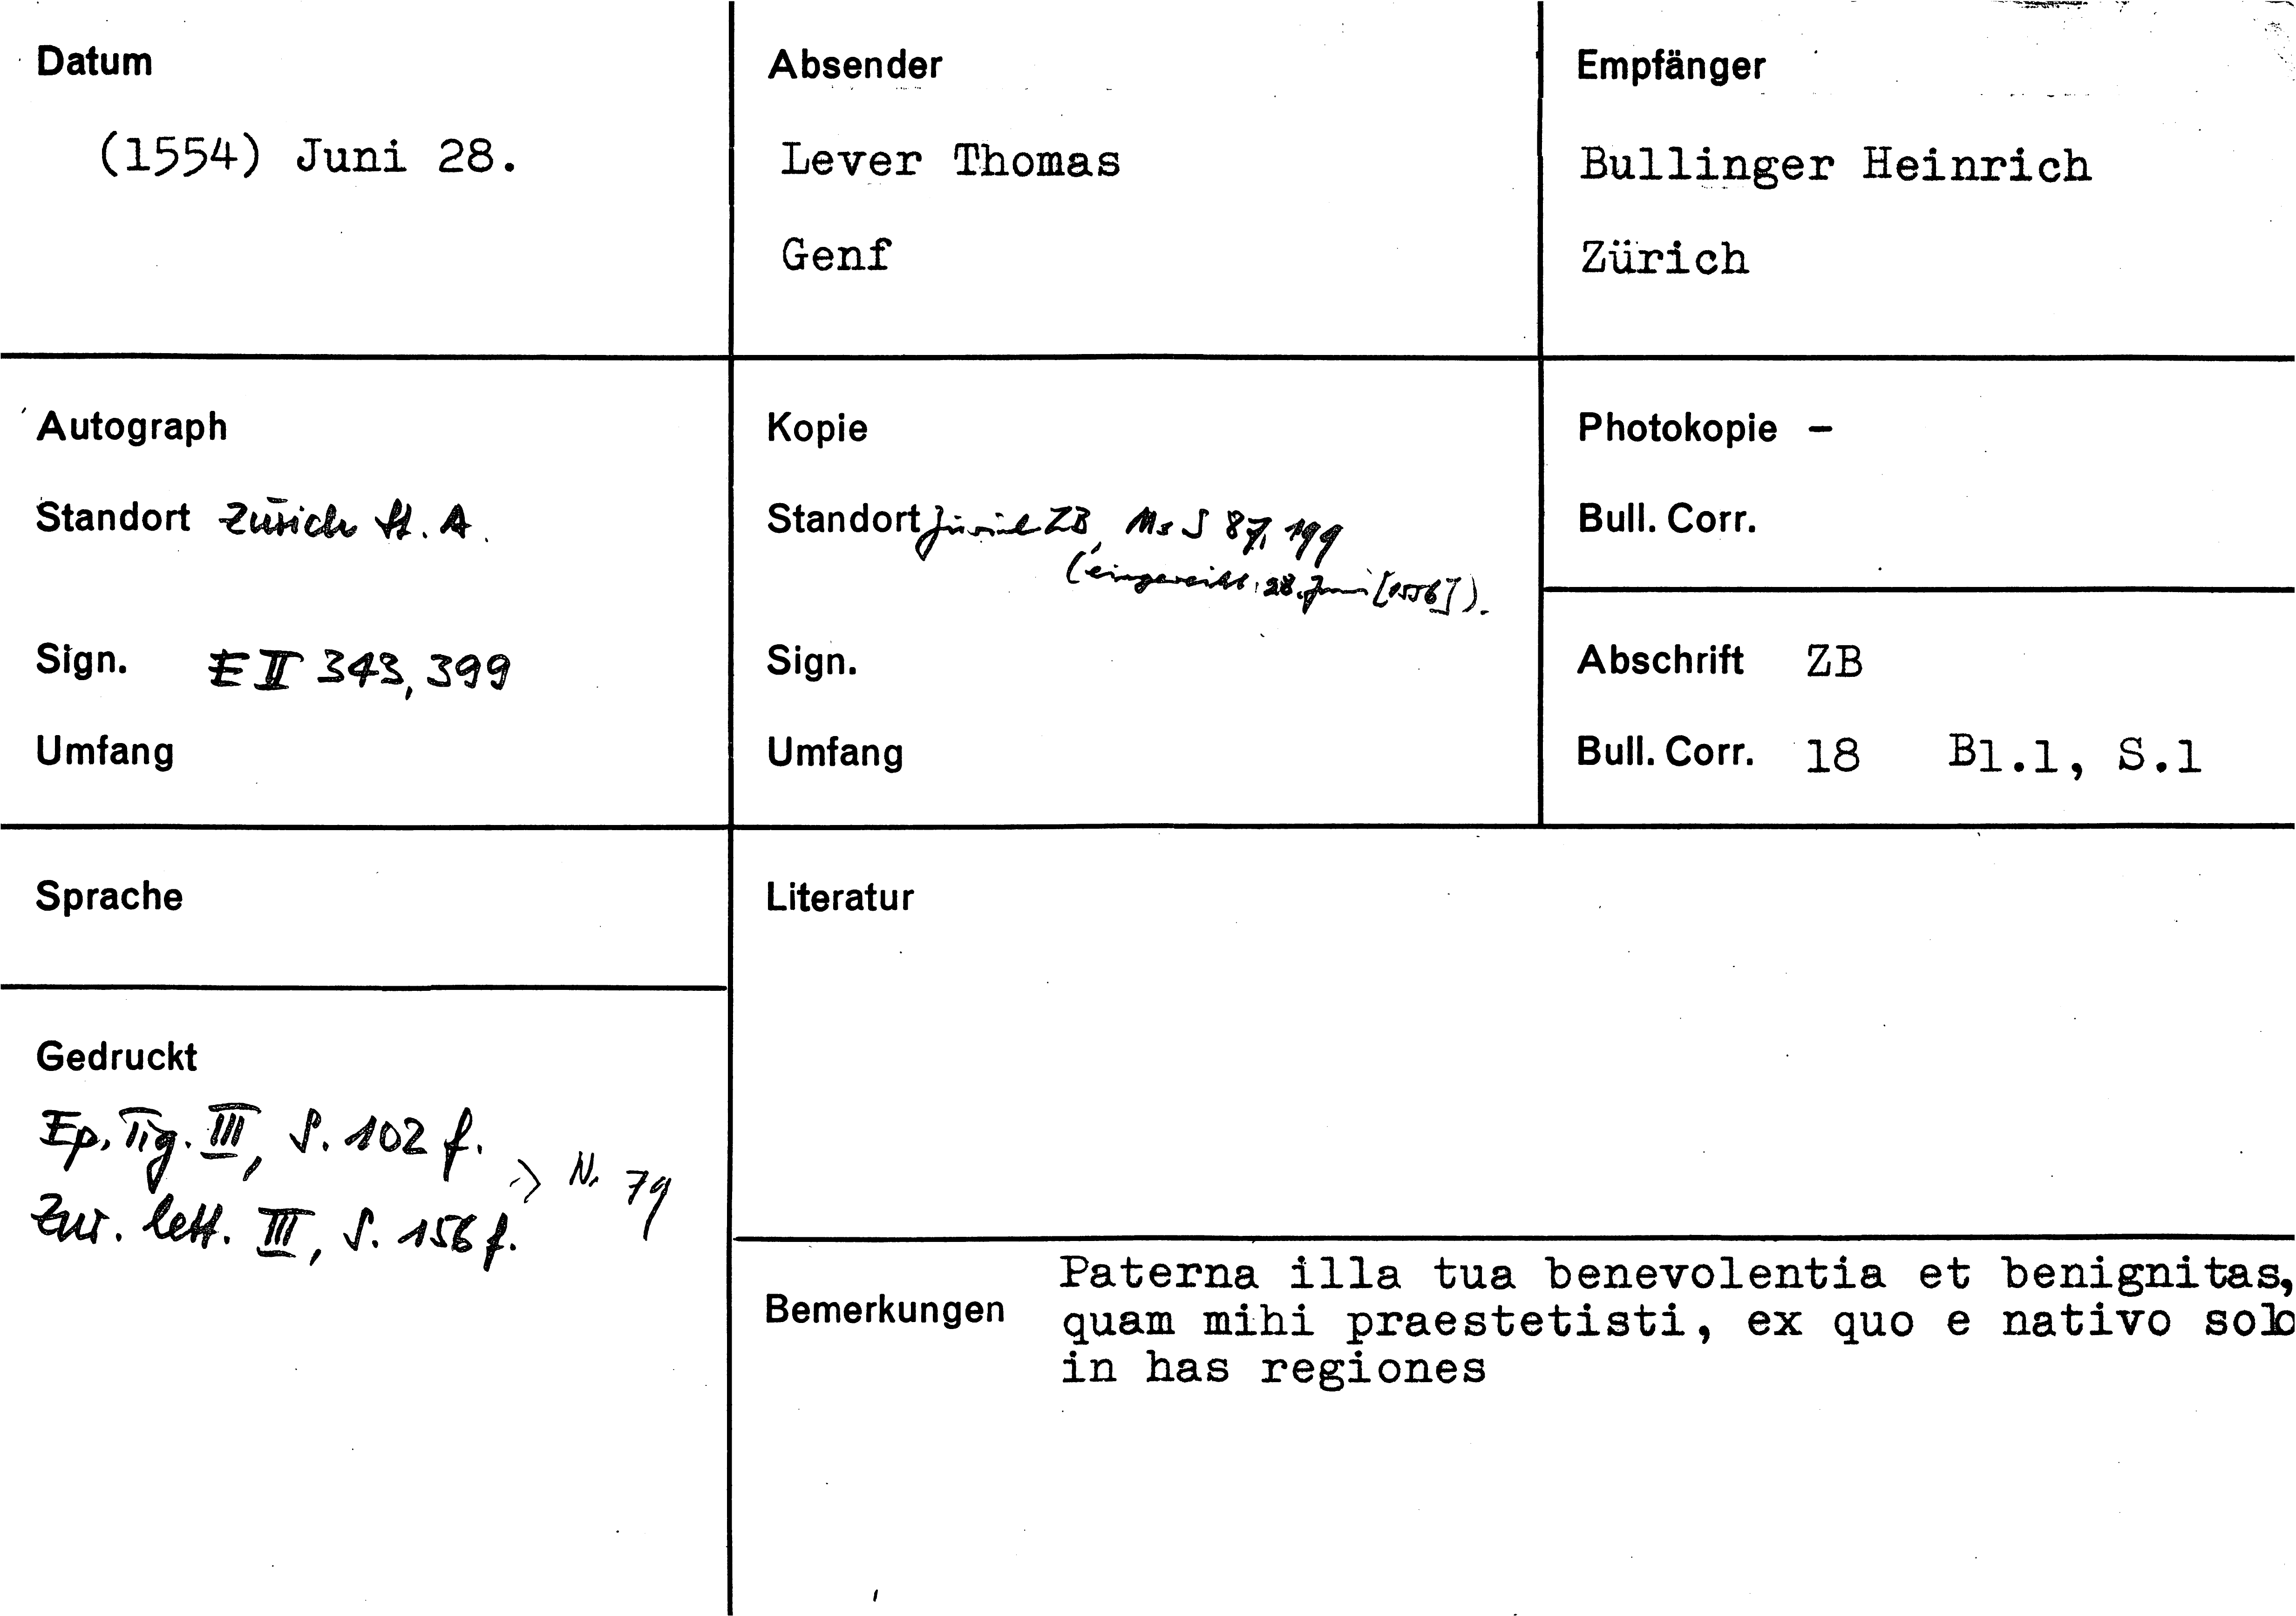 Datum
(1554) Juni 28.
Absender
Lever Thomas
Genf
Empfänger
Bullinger Heinrich
Zürich
Autograph
Standort Zürich St. A.
Sign. E II 343, 399
Umfang
Kopie
Standort Zürich ZB, Ms S 87, 199
(eingereiht: 28. Juni [1556]).
Sign.
Umfang
Photokopie –
Bull. Corr.
Abschrift ZB
Bull. Corr. 18 Bl.1, S.1
Sprache
Gedruckt
Ep. Tig. III, S. 102 f.
> N. 79
Zur. lett. III, S. 156 f.
Literatur
Bemerkungen
Paterna illa tua benevolentia et benignitas,
quam mihi praestetisti, ex quo e nativo solo
in has regiones